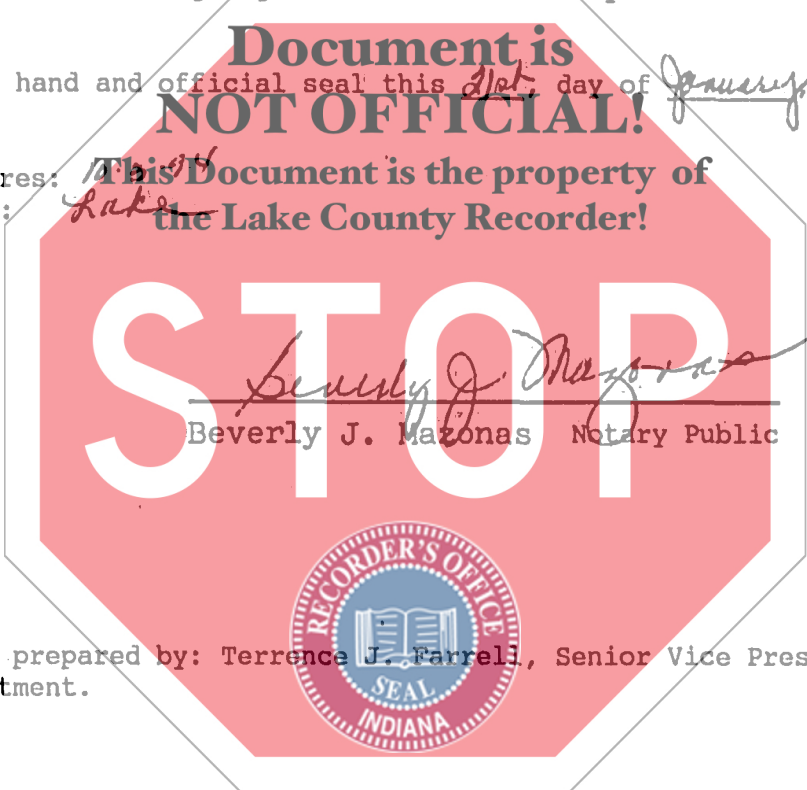 Document is
hand and official seal this 21st, day of January,
NOT OFFICIAL!
res:
This Document is the property of
: Lake
the Lake County Recorder!
STOP
Beverly J. Mazonas
Beverly J. Mazonas Notary Public
RECORDER'S OFFICE
SEAL
INDIANA
prepared by: Terrence J. Farrell, Senior Vice Pres
tment.